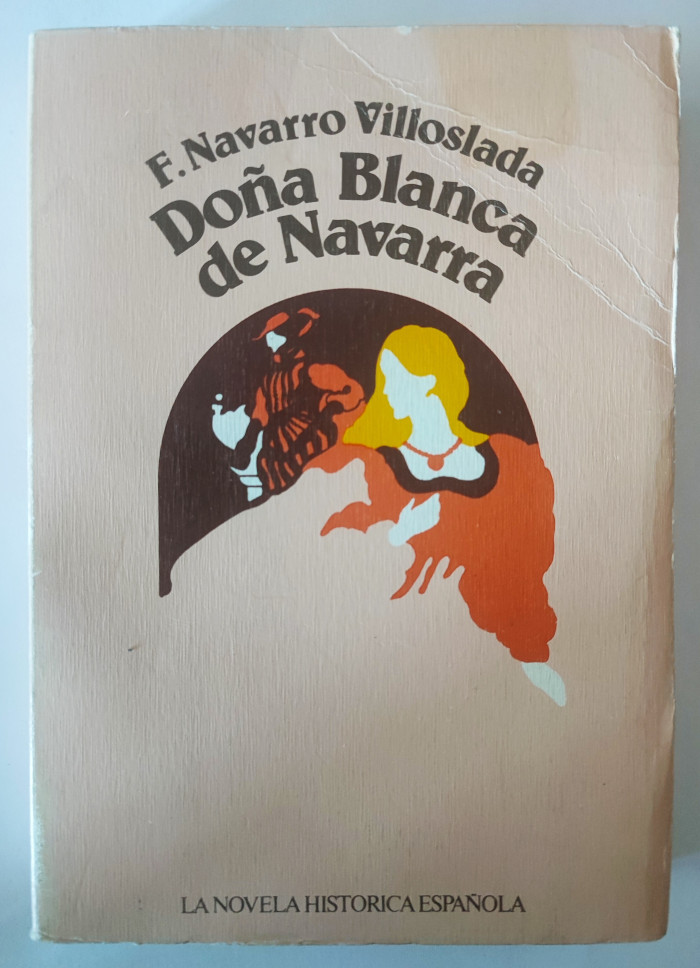 F. Navarro Villoslada
Doña Blanca
de Navarra
LA NOVELA HISTORICA ESPAÑOLA